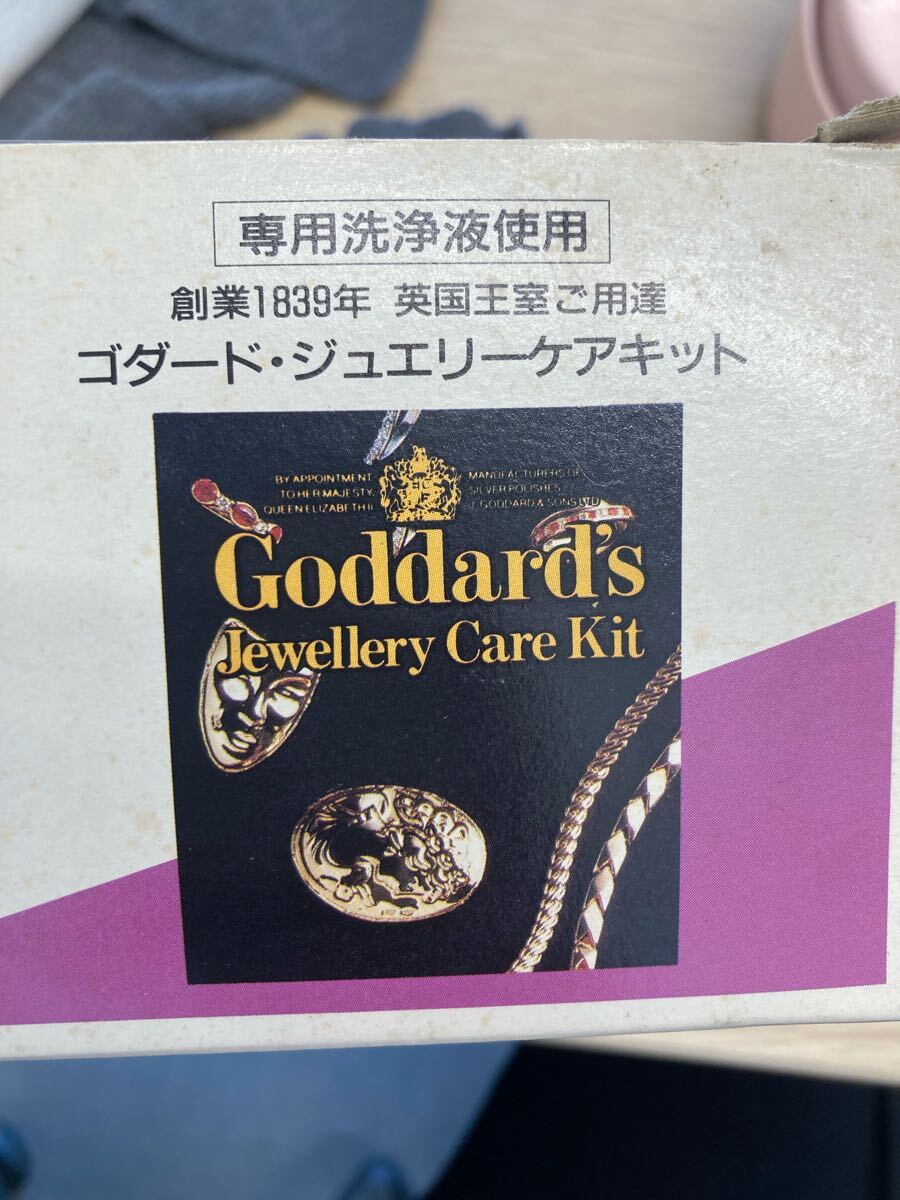 専用洗浄液使用
創業1839年 英国王室ご用達
ゴダード・ジュエリーケアキット
BY APPOINTMENT
TO HER MAJESTY
QUEEN ELIZABETH II
MANUFACTURERS OF
SILVER POLISHES
J. GODDARD & SONS LTD
Goddard's
Jewellery Care Kit